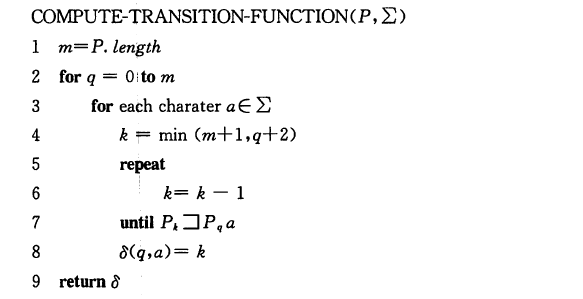 COMPUTE-TRANSITION-FUNCTION(P,∑)
1 m=P. length
2 for q = 0 to m
3 for each charater a∈∑
4 k = min (m+1,q+2)
5 repeat
6 k= k − 1
7 until Pₖ⊐P_q a
8 δ(q,a)= k
9 return δ